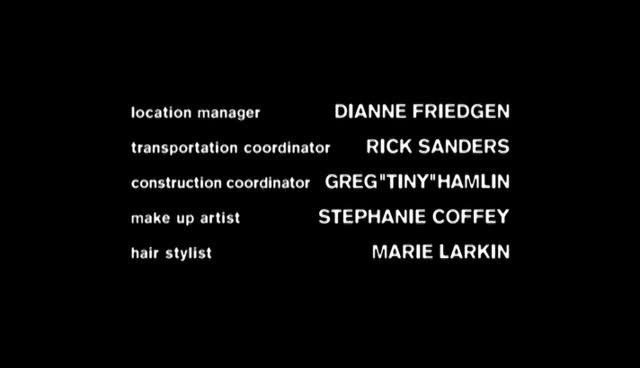 location manager DIANNE FRIEDGEN
transportation coordinator RICK SANDERS
construction coordinator GREG"TINY"HAMLIN
make up artist STEPHANIE COFFEY
hair stylist MARIE LARKIN